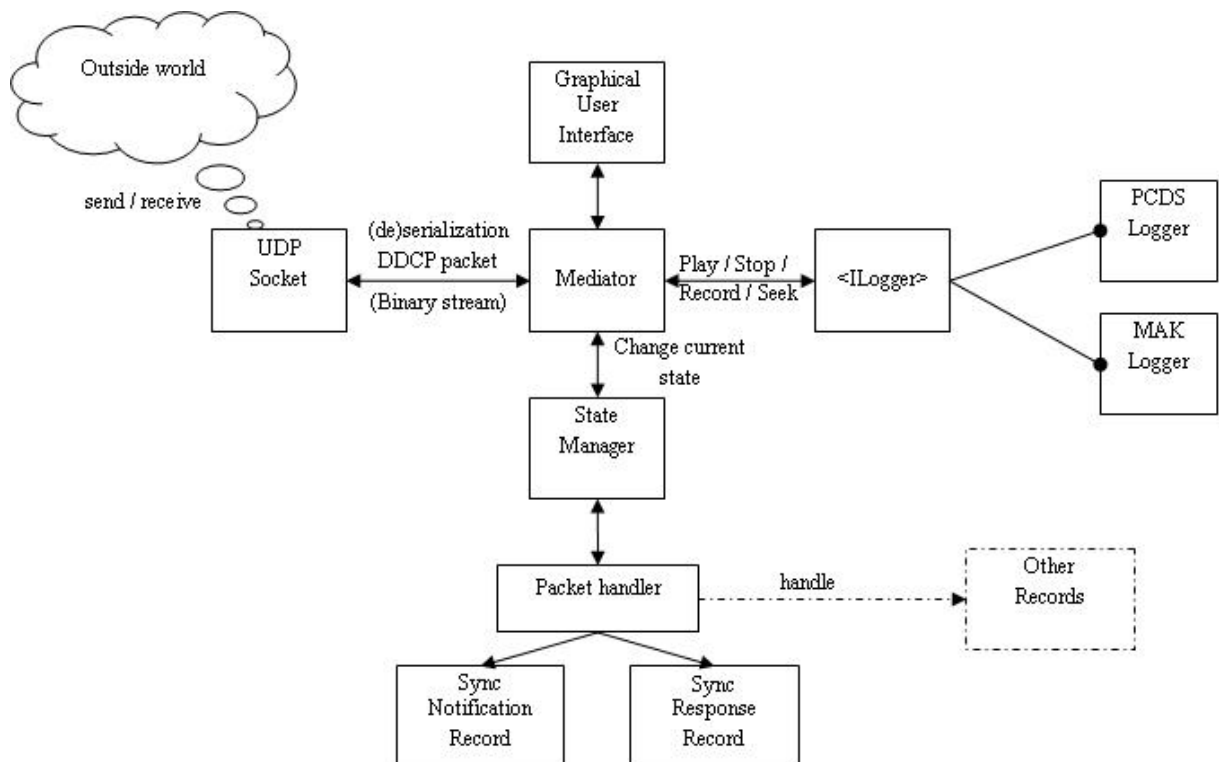 Outside world
send / receive
Graphical
User
Interface
UDP
Socket
(de)serialization
DDCP packet
(Binary stream)
Mediator
Play / Stop /
Record / Seek
<ILogger>
PCDS
Logger
MAK
Logger
Change current
state
State
Manager
Packet handler
handle
Other
Records
Sync
Notification
Record
Sync
Response
Record